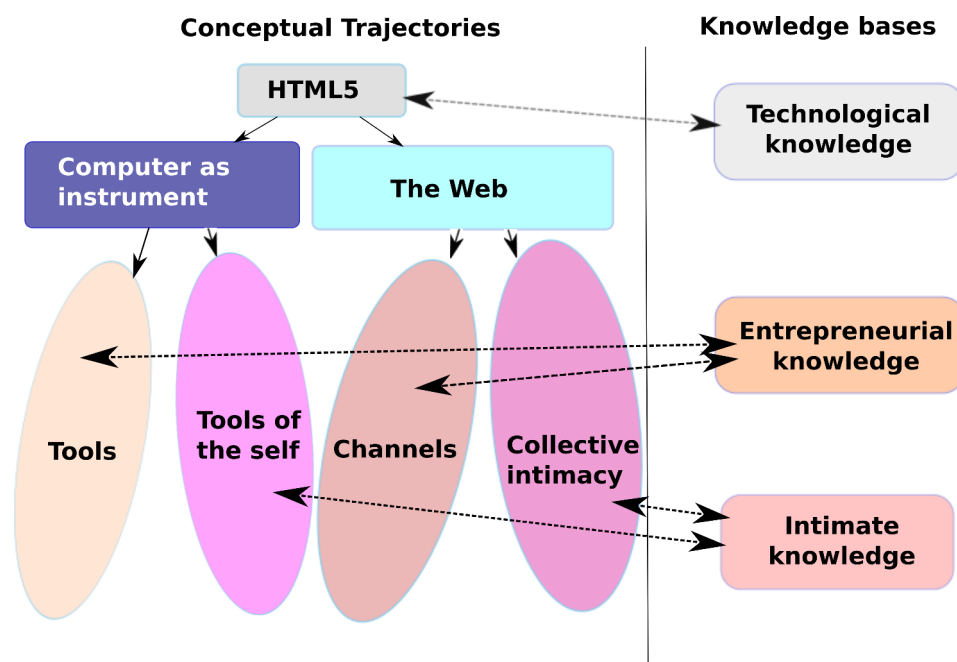 Conceptual Trajectories
Knowledge bases
HTML5
Technological
knowledge
Computer as
instrument
The Web
Entrepreneurial
knowledge
Tools
Tools of
the self
Channels
Collective
intimacy
Intimate
knowledge